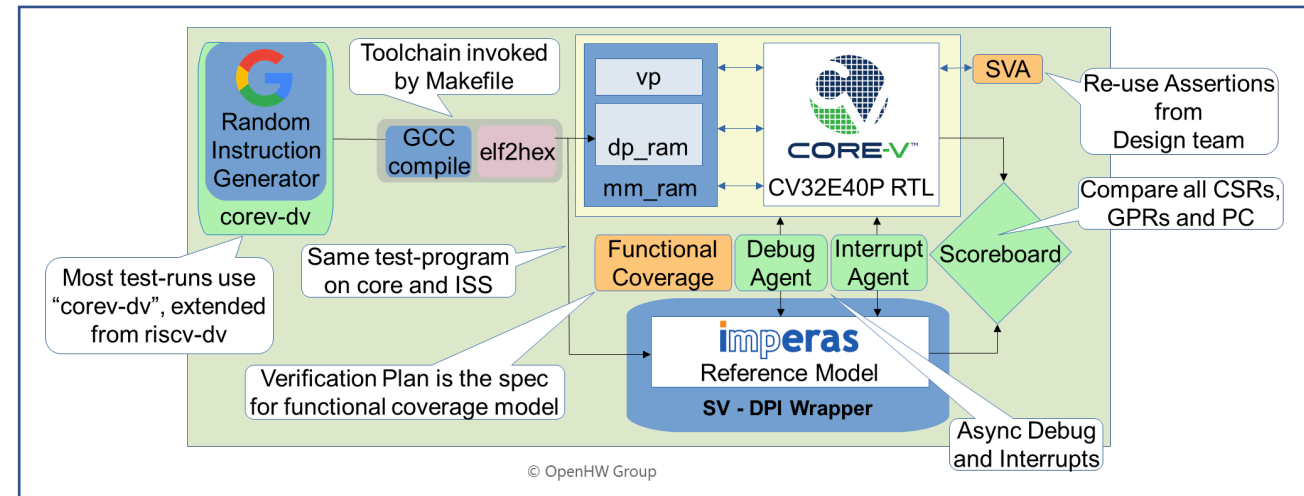 Toolchain invoked
by Makefile
Random
Instruction
Generator
corev-dv
GCC
compile
elf2hex
vp
dp_ram
mm_ram
CORE-V™
CV32E40P RTL
SVA
Re-use Assertions
from
Design team
Compare all CSRs,
GPRs and PC
Scoreboard
Most test-runs use
“corev-dv”, extended
from riscv-dv
Same test-program
on core and ISS
Functional
Coverage
Debug
Agent
Interrupt
Agent
Verification Plan is the spec
for functional coverage model
imperas
Reference Model
SV - DPI Wrapper
Async Debug
and Interrupts
© OpenHW Group